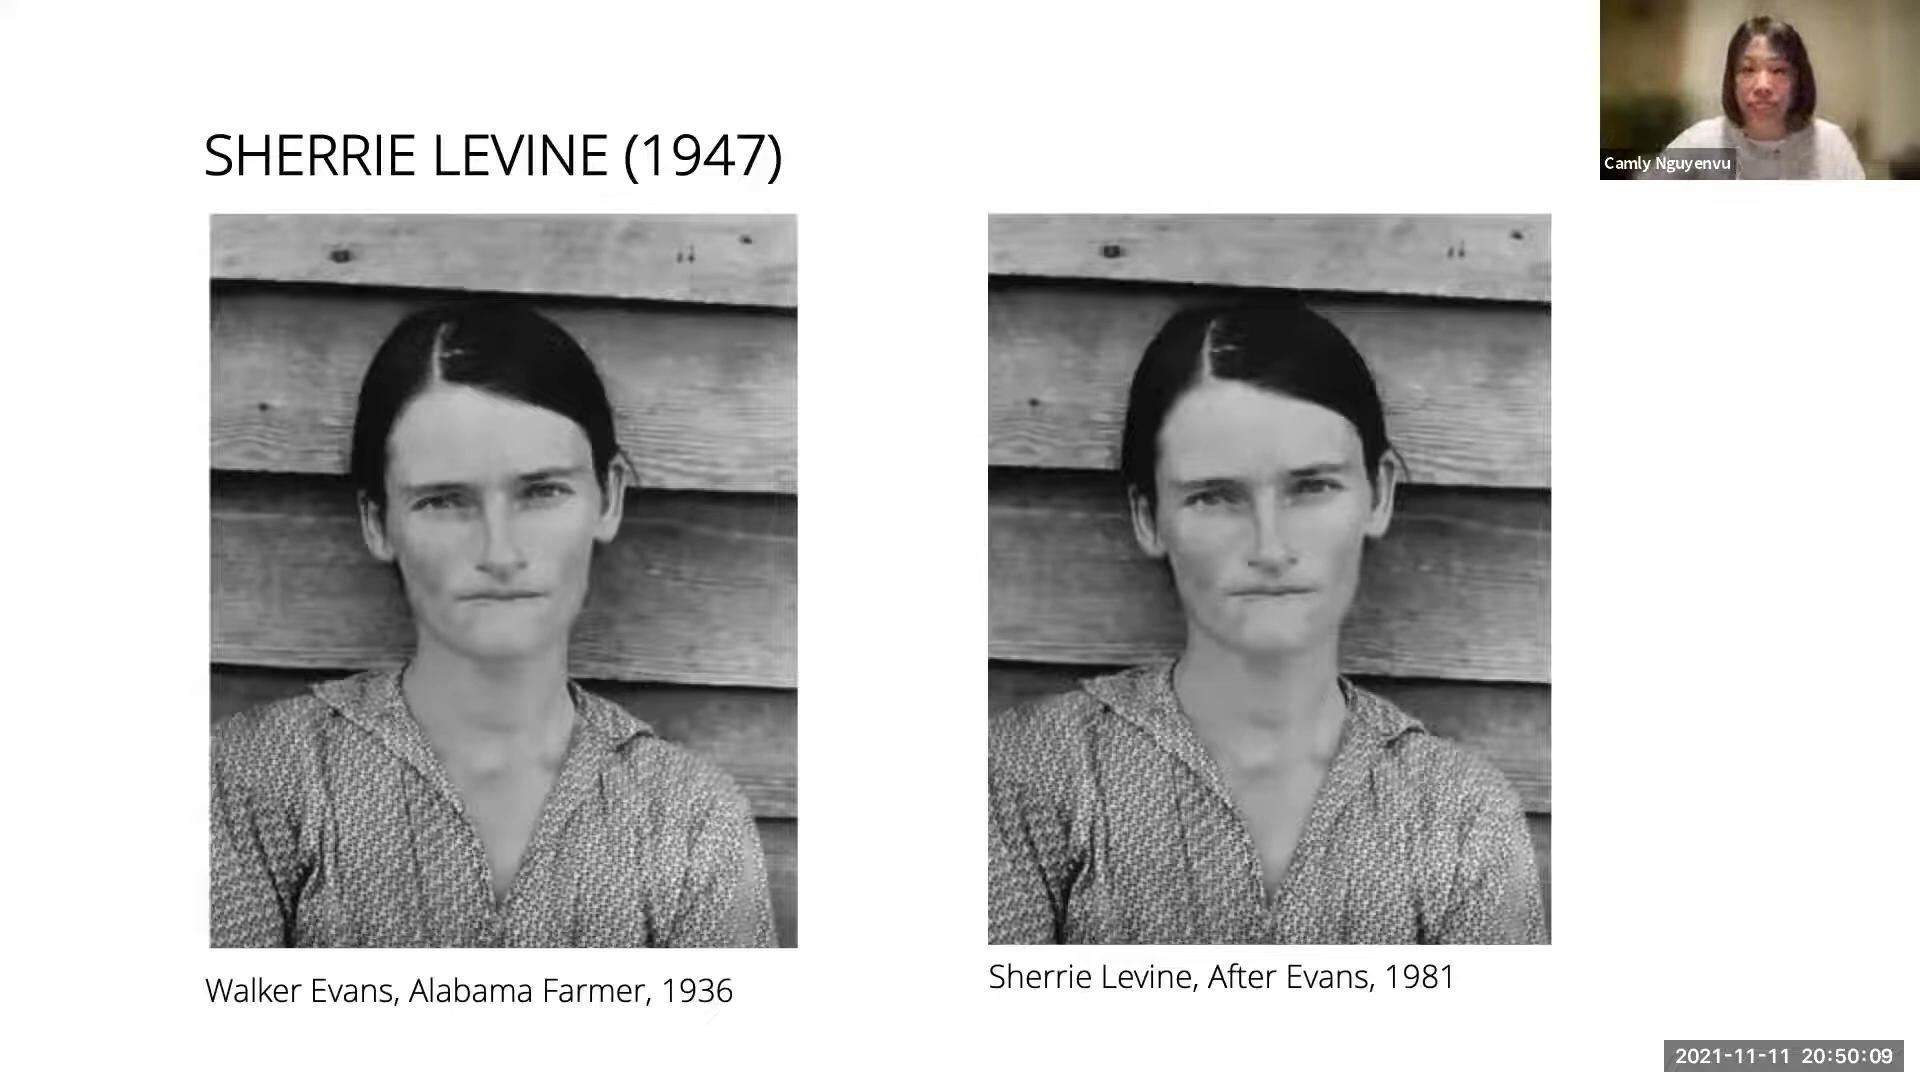 SHERRIE LEVINE (1947)
Camly Nguyenvu
Walker Evans, Alabama Farmer, 1936
Sherrie Levine, After Evans, 1981
2021-11-11 20:50:09